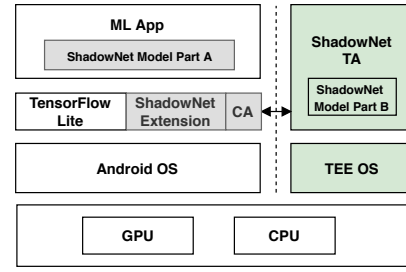 ML App
ShadowNet Model Part A
TensorFlow
Lite
ShadowNet
Extension
CA
Android OS
ShadowNet
TA
ShadowNet
Model Part B
TEE OS
GPU
CPU